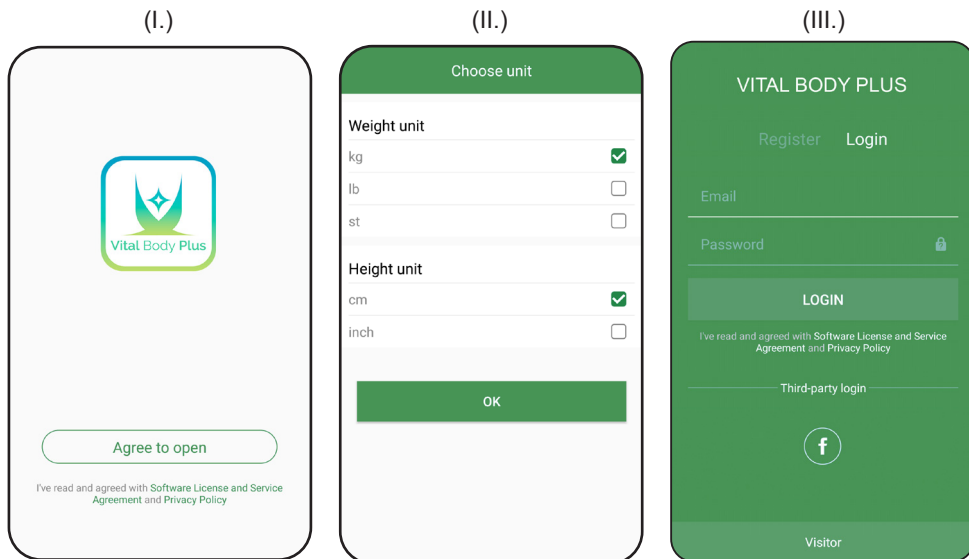 (I.)
Vital Body Plus
Agree to open
I've read and agreed with Software License and Service
Agreement and Privacy Policy
(II.)
Choose unit
Weight unit
kg
lb
st
Height unit
cm
inch
OK
(III.)
VITAL BODY PLUS
Register Login
Email
Password
LOGIN
I've read and agreed with Software License and Service
Agreement and Privacy Policy
Third-party login
f
Visitor